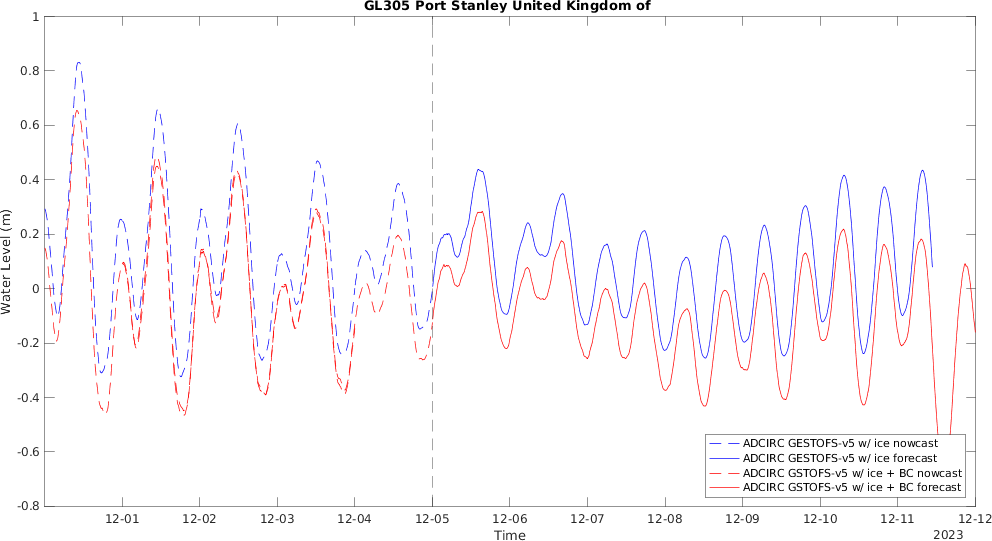 GL305 Port Stanley United Kingdom of
1
0.8
0.6
0.4
0.2
0
-0.2
-0.4
-0.6
-0.8
Water Level (m)
ADCIRC GESTOFS-v5 w/ ice nowcast
ADCIRC GESTOFS-v5 w/ ice forecast
ADCIRC GSTOFS-v5 w/ ice + BC nowcast
ADCIRC GSTOFS-v5 w/ ice + BC forecast
12-01 12-02 12-03 12-04 12-05 12-06 12-07 12-08 12-09 12-10 12-11 12-12
Time
2023